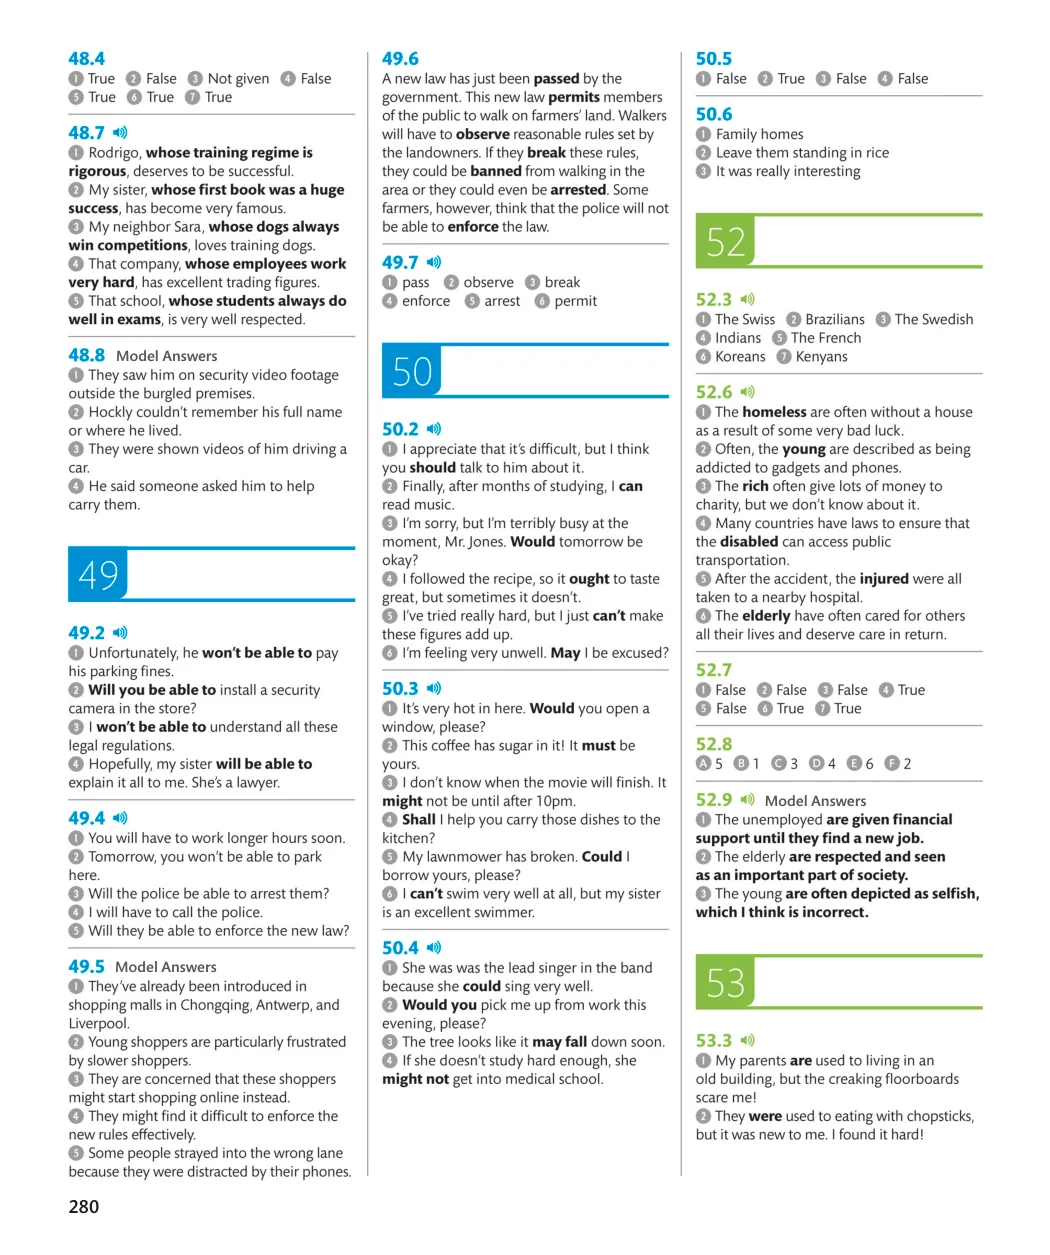 48.4
1 True 2 False 3 Not given 4 False
5 True 6 True 7 True
48.7
1 Rodrigo, whose training regime is
rigorous, deserves to be successful.
2 My sister, whose first book was a huge
success, has become very famous.
3 My neighbor Sara, whose dogs always
win competitions, loves training dogs.
4 That company, whose employees work
very hard, has excellent trading figures.
5 That school, whose students always do
well in exams, is very well respected.
48.8 Model Answers
1 They saw him on security video footage
outside the burgled premises.
2 Hockly couldn’t remember his full name
or where he lived.
3 They were shown videos of him driving a
car.
4 He said someone asked him to help
carry them.
49
49.2
1 Unfortunately, he won’t be able to pay
his parking fines.
2 Will you be able to install a security
camera in the store?
3 I won’t be able to understand all these
legal regulations.
4 Hopefully, my sister will be able to
explain it all to me. She’s a lawyer.
49.4
1 You will have to work longer hours soon.
2 Tomorrow, you won’t be able to park
here.
3 Will the police be able to arrest them?
4 I will have to call the police.
5 Will they be able to enforce the new law?
49.5 Model Answers
1 They’ve already been introduced in
shopping malls in Chongqing, Antwerp, and
Liverpool.
2 Young shoppers are particularly frustrated
by slower shoppers.
3 They are concerned that these shoppers
might start shopping online instead.
4 They might find it difficult to enforce the
new rules effectively.
5 Some people strayed into the wrong lane
because they were distracted by their phones.
49.6
A new law has just been passed by the
government. This new law permits members
of the public to walk on farmers’ land. Walkers
will have to observe reasonable rules set by
the landowners. If they break these rules,
they could be banned from walking in the
area or they could even be arrested. Some
farmers, however, think that the police will not
be able to enforce the law.
49.7
1 pass 2 observe 3 break
4 enforce 5 arrest 6 permit
50
50.2
1 I appreciate that it’s difficult, but I think
you should talk to him about it.
2 Finally, after months of studying, I can
read music.
3 I’m sorry, but I’m terribly busy at the
moment, Mr. Jones. Would tomorrow be
okay?
4 I followed the recipe, so it ought to taste
great, but sometimes it doesn’t.
5 I’ve tried really hard, but I just can’t make
these figures add up.
6 I’m feeling very unwell. May I be excused?
50.3
1 It’s very hot in here. Would you open a
window, please?
2 This coffee has sugar in it! It must be
yours.
3 I don’t know when the movie will finish. It
might not be until after 10pm.
4 Shall I help you carry those dishes to the
kitchen?
5 My lawnmower has broken. Could I
borrow yours, please?
6 I can’t swim very well at all, but my sister
is an excellent swimmer.
50.4
1 She was was the lead singer in the band
because she could sing very well.
2 Would you pick me up from work this
evening, please?
3 The tree looks like it may fall down soon.
4 If she doesn’t study hard enough, she
might not get into medical school.
50.5
1 False 2 True 3 False 4 False
50.6
1 Family homes
2 Leave them standing in rice
3 It was really interesting
52
52.3
1 The Swiss 2 Brazilians 3 The Swedish
4 Indians 5 The French
6 Koreans 7 Kenyans
52.6
1 The homeless are often without a house
as a result of some very bad luck.
2 Often, the young are described as being
addicted to gadgets and phones.
3 The rich often give lots of money to
charity, but we don’t know about it.
4 Many countries have laws to ensure that
the disabled can access public
transportation.
5 After the accident, the injured were all
taken to a nearby hospital.
6 The elderly have often cared for others
all their lives and deserve care in return.
52.7
1 False 2 False 3 False 4 True
5 False 6 True 7 True
52.8
A 5 B 1 C 3 D 4 E 6 F 2
52.9 Model Answers
1 The unemployed are given financial
support until they find a new job.
2 The elderly are respected and seen
as an important part of society.
3 The young are often depicted as selfish,
which I think is incorrect.
53
53.3
1 My parents are used to living in an
old building, but the creaking floorboards
scare me!
2 They were used to eating with chopsticks,
but it was new to me. I found it hard!
280